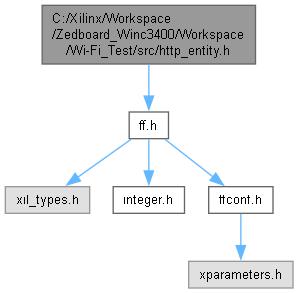 C:/Xilinx/Workspace
/Zedboard_Winc3400/Workspace
/Wi-Fi_Test/src/http_entity.h
ff.h
xil_types.h
integer.h
ffconf.h
xparameters.h